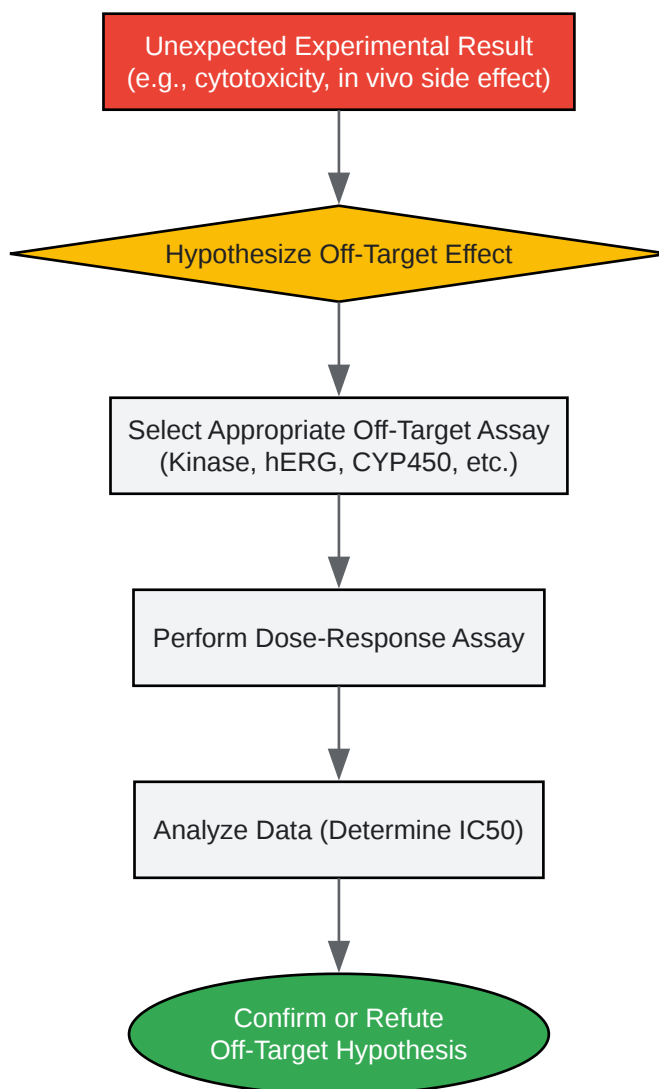 Unexpected Experimental Result
(e.g., cytotoxicity, in vivo side effect)
Hypothesize Off-Target Effect
Select Appropriate Off-Target Assay
(Kinase, hERG, CYP450, etc.)
Perform Dose-Response Assay
Analyze Data (Determine IC50)
Confirm or Refute
Off-Target Hypothesis